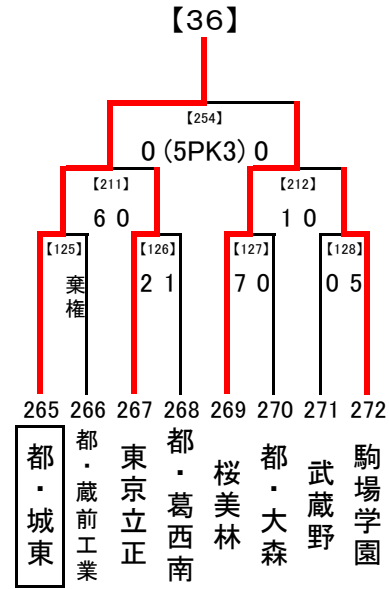 【36】
【254】
0(5PK3)0
【211】 【212】
6 0 1 0
【125】 【126】 【127】 【128】
棄権 2 1 7 0 0 5
265 266 267 268 269 270 271 272
都・城東
都・蔵前工業
東京立正
都・葛西南
桜美林
都・大森
武蔵野
駒場学園